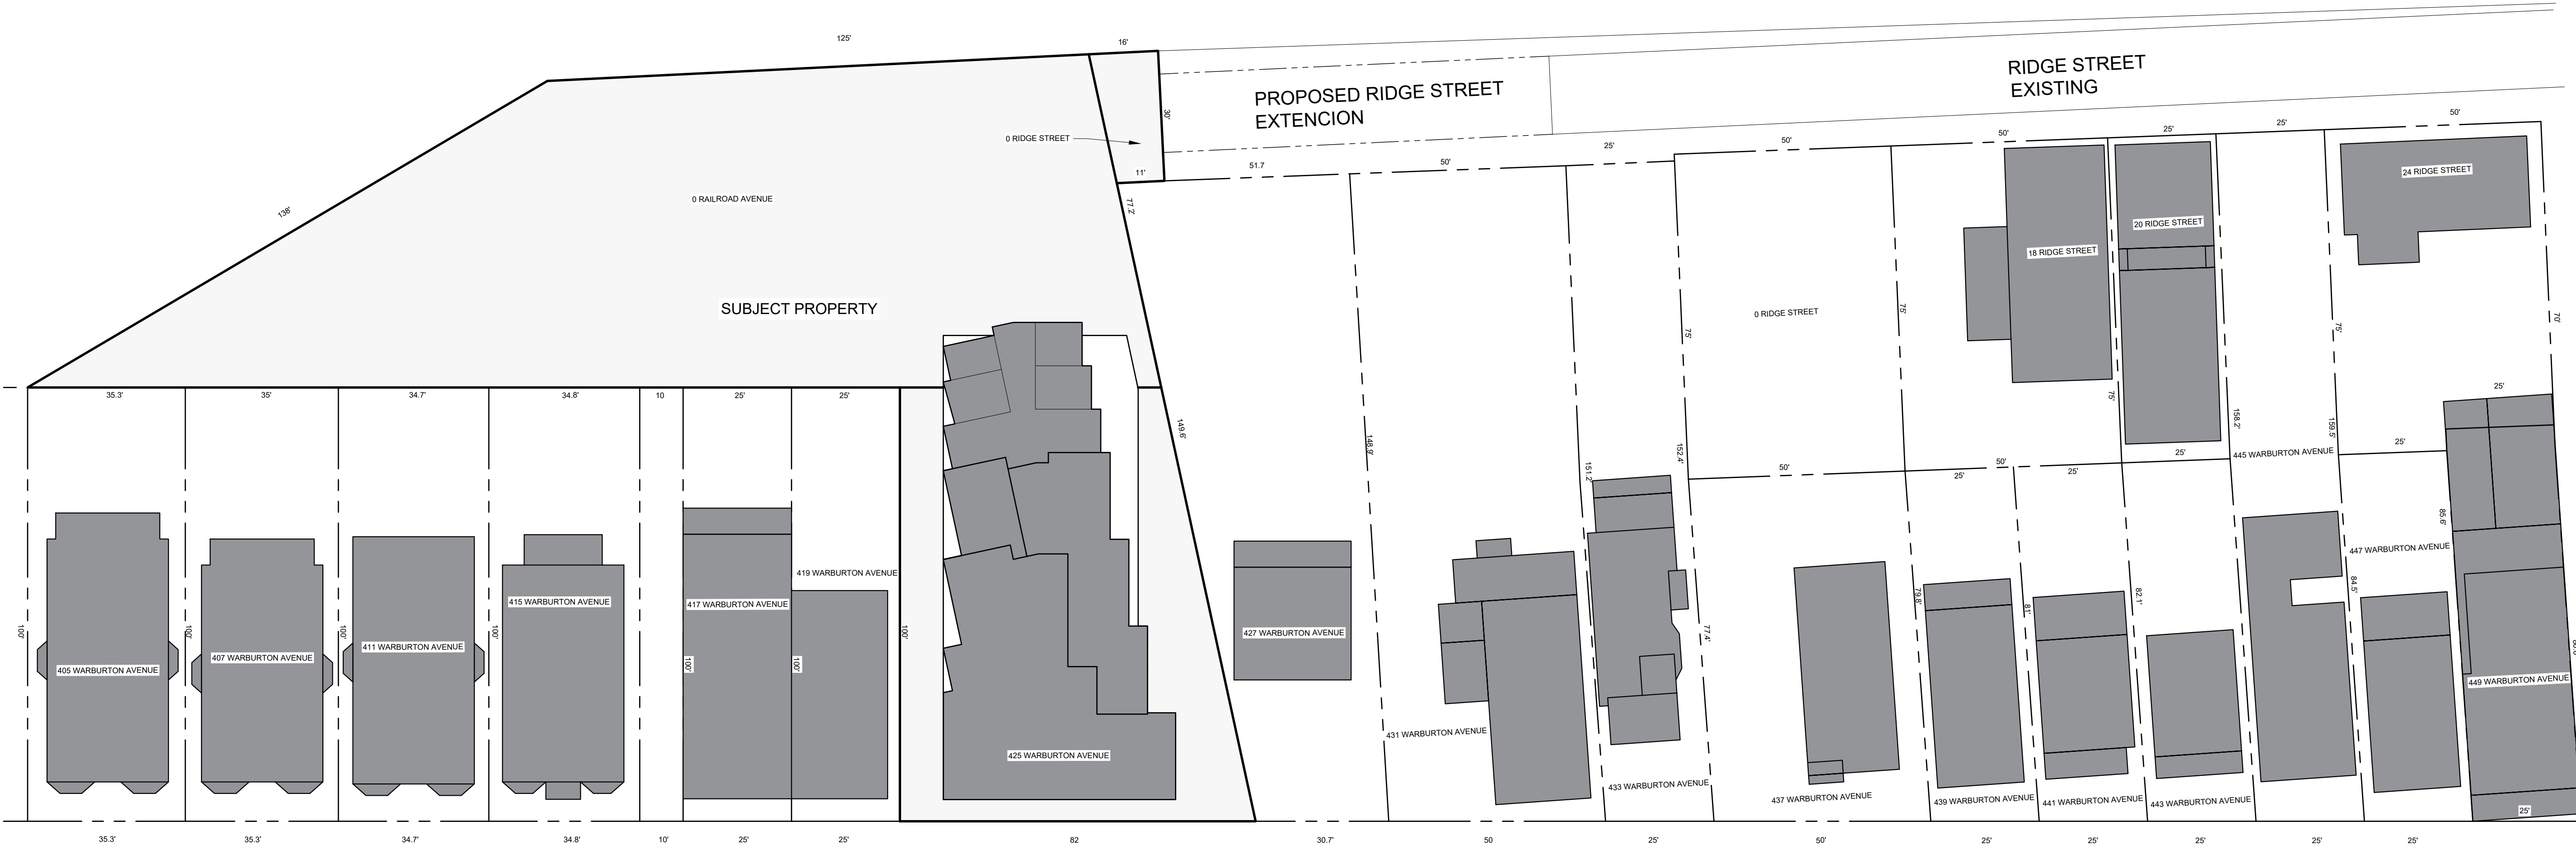 125'
16'
RIDGE STREET
EXISTING
PROPOSED RIDGE STREET
EXTENCION
30'
0 RIDGE STREET
50'
25'
25'
50'
50'
25'
50'
51.7
11'
0 RAILROAD AVENUE
138'
77.2'
24 RIDGE STREET
20 RIDGE STREET
18 RIDGE STREET
SUBJECT PROPERTY
0 RIDGE STREET
75'
75'
75'
75'
70'
35.3'
35'
34.7'
34.8'
10
25'
25'
149.6'
148.9'
151.2'
152.4'
158.2'
159.5'
25'
25'
25'
445 WARBURTON AVENUE
50'
50'
25'
25'
85.6'
447 WARBURTON AVENUE
419 WARBURTON AVENUE
84.5'
79.8'
81'
82.1'
77.4'
417 WARBURTON AVENUE
415 WARBURTON AVENUE
427 WARBURTON AVENUE
100'
100'
100'
100'
100'
100'
100'
411 WARBURTON AVENUE
407 WARBURTON AVENUE
405 WARBURTON AVENUE
449 WARBURTON AVENUE
431 WARBURTON AVENUE
425 WARBURTON AVENUE
433 WARBURTON AVENUE
437 WARBURTON AVENUE
439 WARBURTON AVENUE
441 WARBURTON AVENUE
443 WARBURTON AVENUE
25'
35.3'
35.3'
34.7'
34.8'
10'
25'
25'
82
30.7'
50
25'
50'
25'
25'
25'
25'
25'